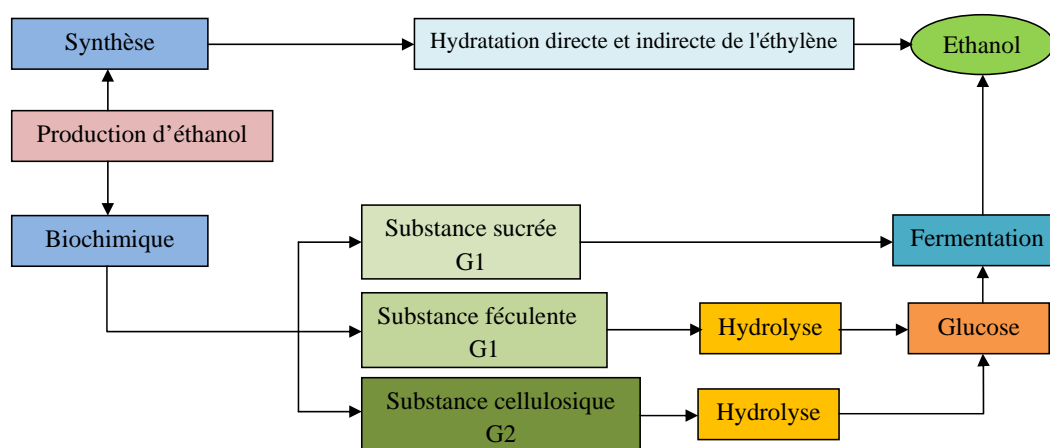 Synthèse
Hydratation directe et indirecte de l'éthylène
Ethanol
Production d’éthanol
Biochimique
Substance sucrée
G1
Fermentation
Substance féculente
G1
Hydrolyse
Glucose
Substance cellulosique
G2
Hydrolyse